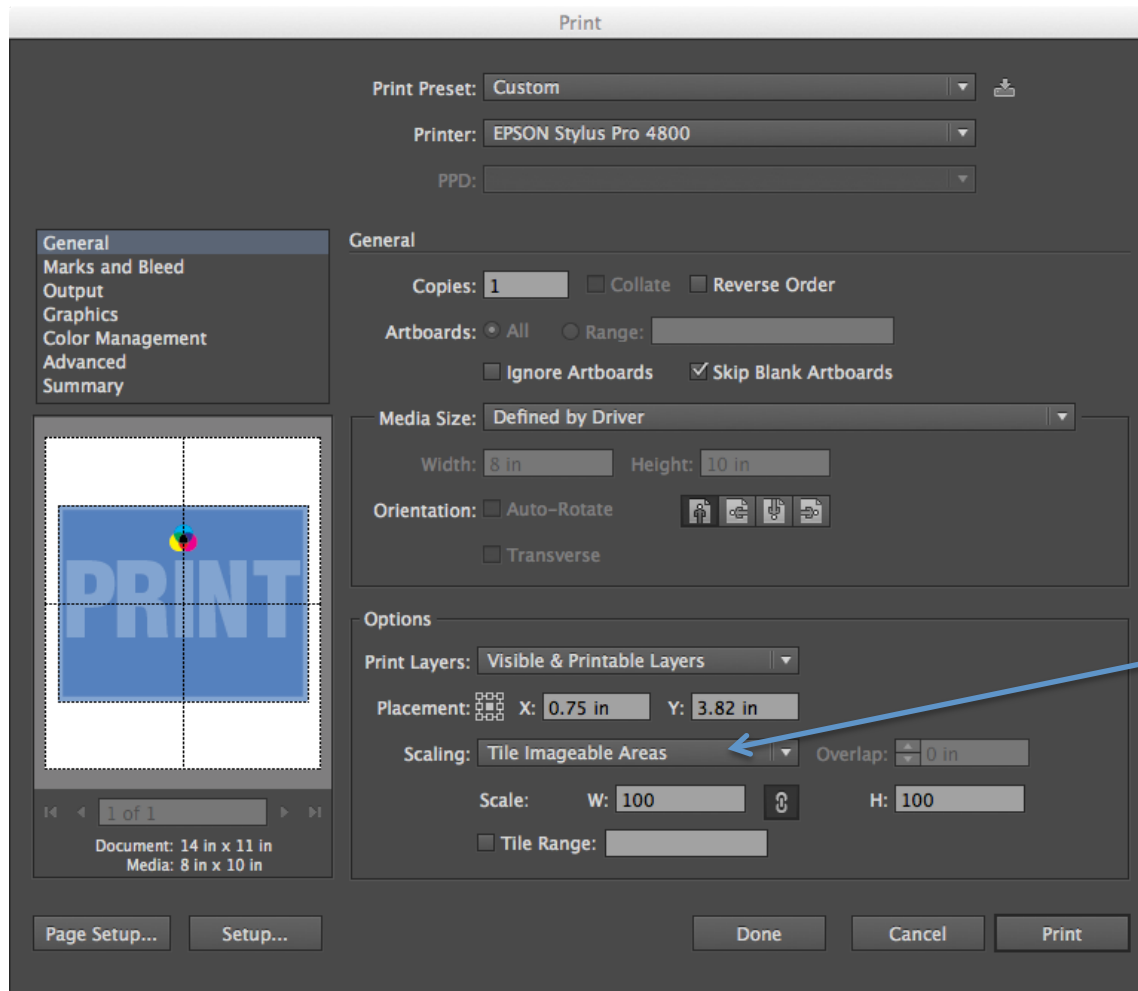 Print
Print Preset: Custom
Printer: EPSON Stylus Pro 4800
PPD:
General
Marks and Bleed
Output
Graphics
Color Management
Advanced
Summary
PRINT
1 of 1
Document: 14 in x 11 in
Media: 8 in x 10 in
General
Copies: 1 Collate Reverse Order
Artboards: All Range:
Ignore Artboards Skip Blank Artboards
Media Size: Defined by Driver
Width: 8 in Height: 10 in
Orientation: Auto-Rotate
Transverse
Options
Print Layers: Visible & Printable Layers
Placement: X: 0.75 in Y: 3.82 in
Scaling: Tile Imageable Areas Overlap: 0 in
Scale: W: 100 H: 100
Tile Range:
Page Setup... Setup... Done Cancel Print